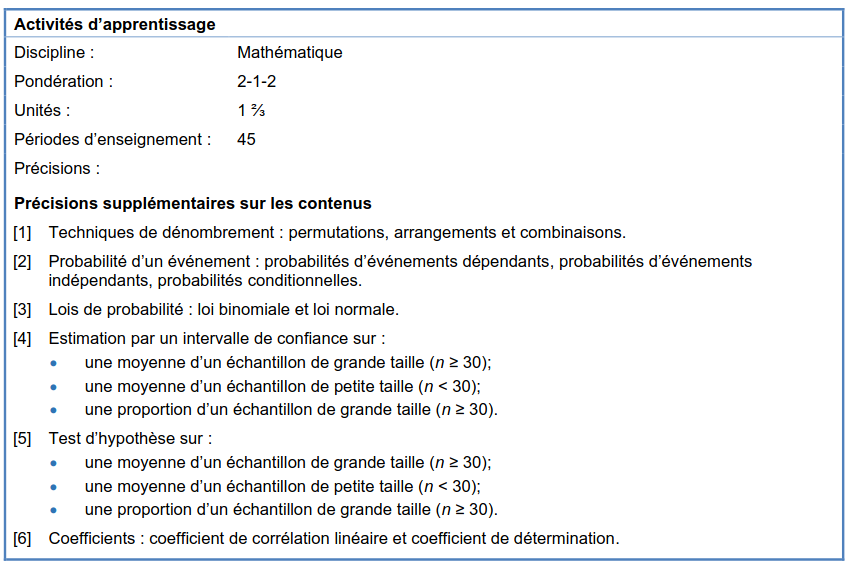 Activités d’apprentissage
Discipline : Mathématique
Pondération : 2-1-2
Unités : 1 ⅔
Périodes d’enseignement : 45
Précisions :
Précisions supplémentaires sur les contenus
[1] Techniques de dénombrement : permutations, arrangements et combinaisons.
[2] Probabilité d’un événement : probabilités d’événements dépendants, probabilités d’événements
indépendants, probabilités conditionnelles.
[3] Lois de probabilité : loi binomiale et loi normale.
[4] Estimation par un intervalle de confiance sur :
• une moyenne d’un échantillon de grande taille (n ≥ 30);
• une moyenne d’un échantillon de petite taille (n < 30);
• une proportion d’un échantillon de grande taille (n ≥ 30).
[5] Test d’hypothèse sur :
• une moyenne d’un échantillon de grande taille (n ≥ 30);
• une moyenne d’un échantillon de petite taille (n < 30);
• une proportion d’un échantillon de grande taille (n ≥ 30).
[6] Coefficients : coefficient de corrélation linéaire et coefficient de détermination.